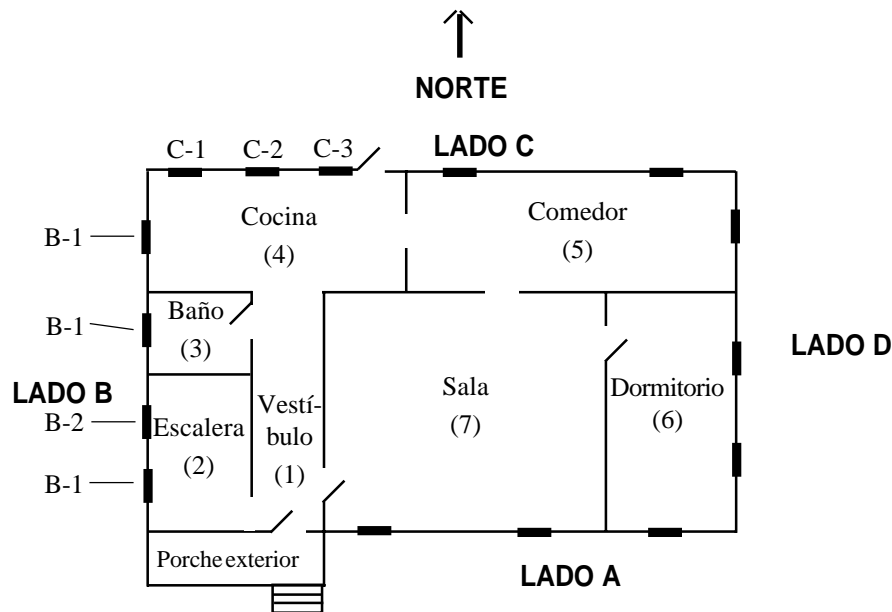 NORTE
LADO C
C-1
C-2
C-3
Cocina
(4)
Comedor
(5)
B-1
Baño
(3)
B-1
LADO D
LADO B
B-2
B-1
Escalera
(2)
Vestí-
bulo
(1)
Sala
(7)
Dormitorio
(6)
Porche exterior
LADO A